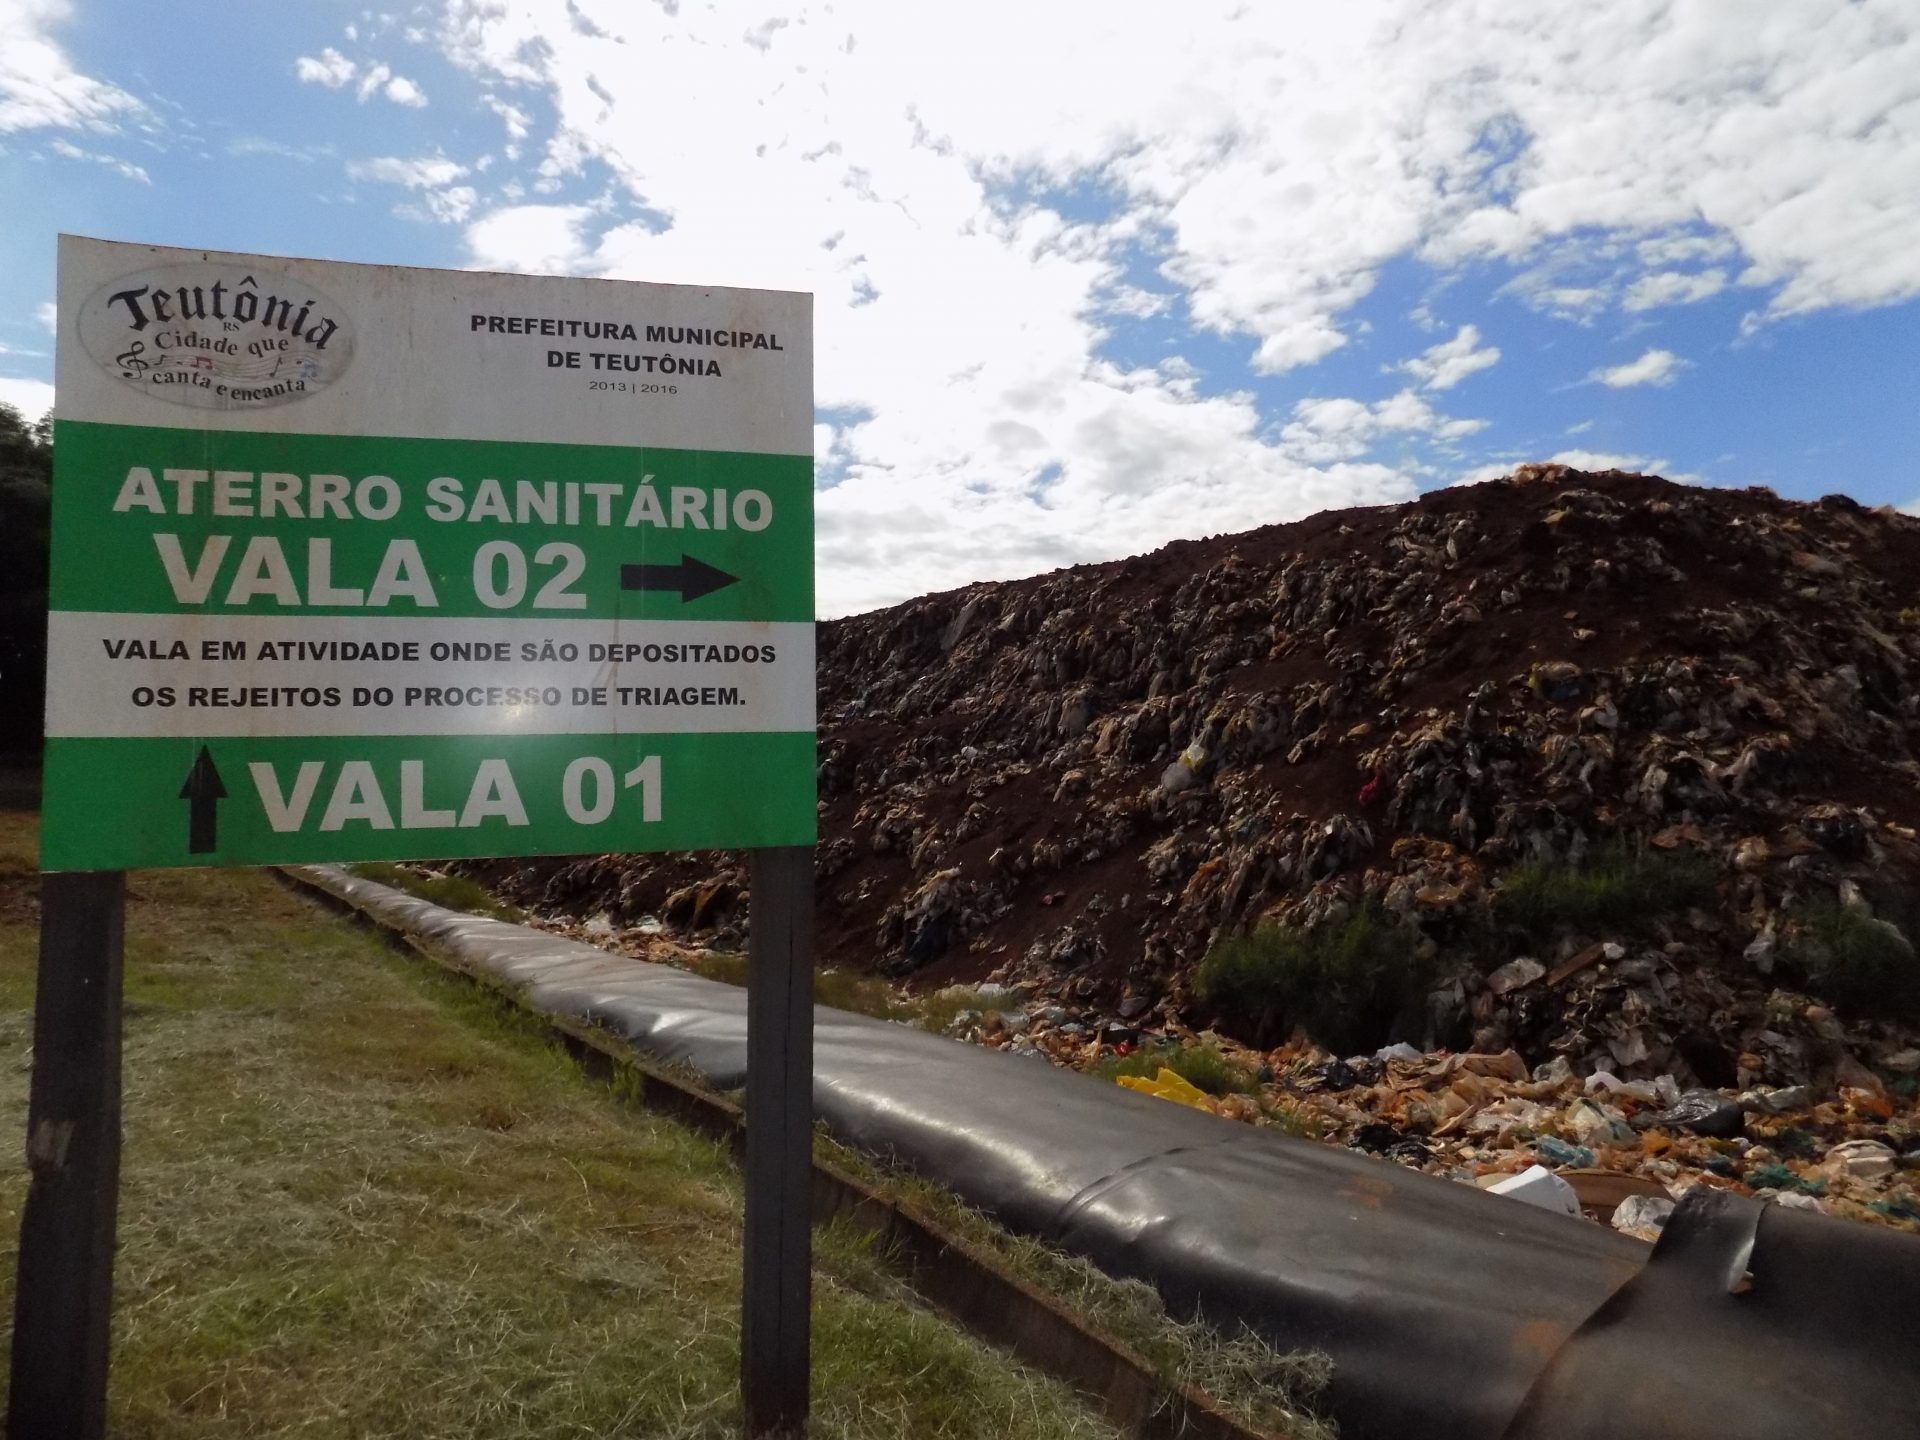 Teutônia
RS
Cidade que
canta e encanta
PREFEITURA MUNICIPAL
DE TEUTÔNIA
2013 | 2016
ATERRO SANITÁRIO
VALA 02
VALA EM ATIVIDADE ONDE SÃO DEPOSITADOS
OS REJEITOS DO PROCESSO DE TRIAGEM.
VALA 01